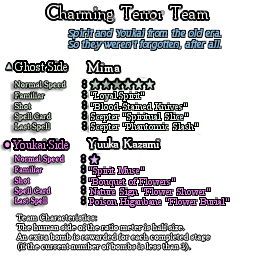 Charming Terror Team
Spirit and Youkai from the old era.
So they weren't forgotten, after all.
▲Ghost Side Mima
Normal Speed : ★★★★★★
Familiar : "Loyal Spirit"
Shot : "Blood-Stained Knives"
Spell Card : Septer "Spiritual Slice"
Last Spell : Septer "Phantomic Slash"
●Youkai Side Yuuka Kazami
Normal Speed : ★
Familiar : "Spirit Muse"
Shot : "Bouquet of Flowers"
Spell Card : Nature Sign "Flower Shower"
Last Spell : Poison Higanbana "Flower Burial"
Team Characteristics:
The human side of the ratio meter is half size.
An extra bomb is rewarded for each completed stage
(if the current number of bombs is less than 3).